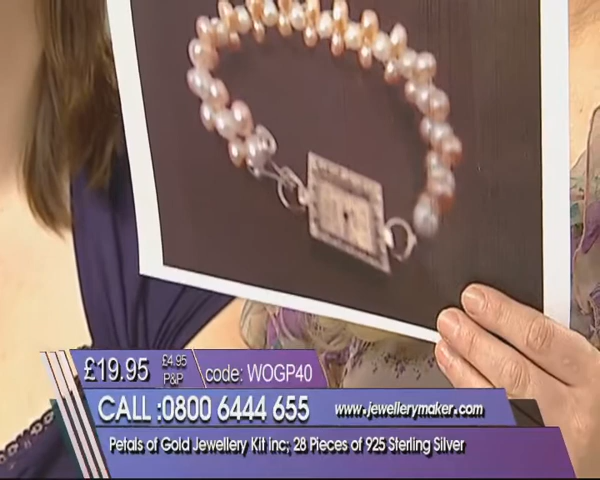 £19.95 £4.95 P&P code: WOGP40
CALL :0800 6444 655 www.jewellerymaker.com
Petals of Gold Jewellery Kit inc; 28 Pieces of 925 Sterling Silver